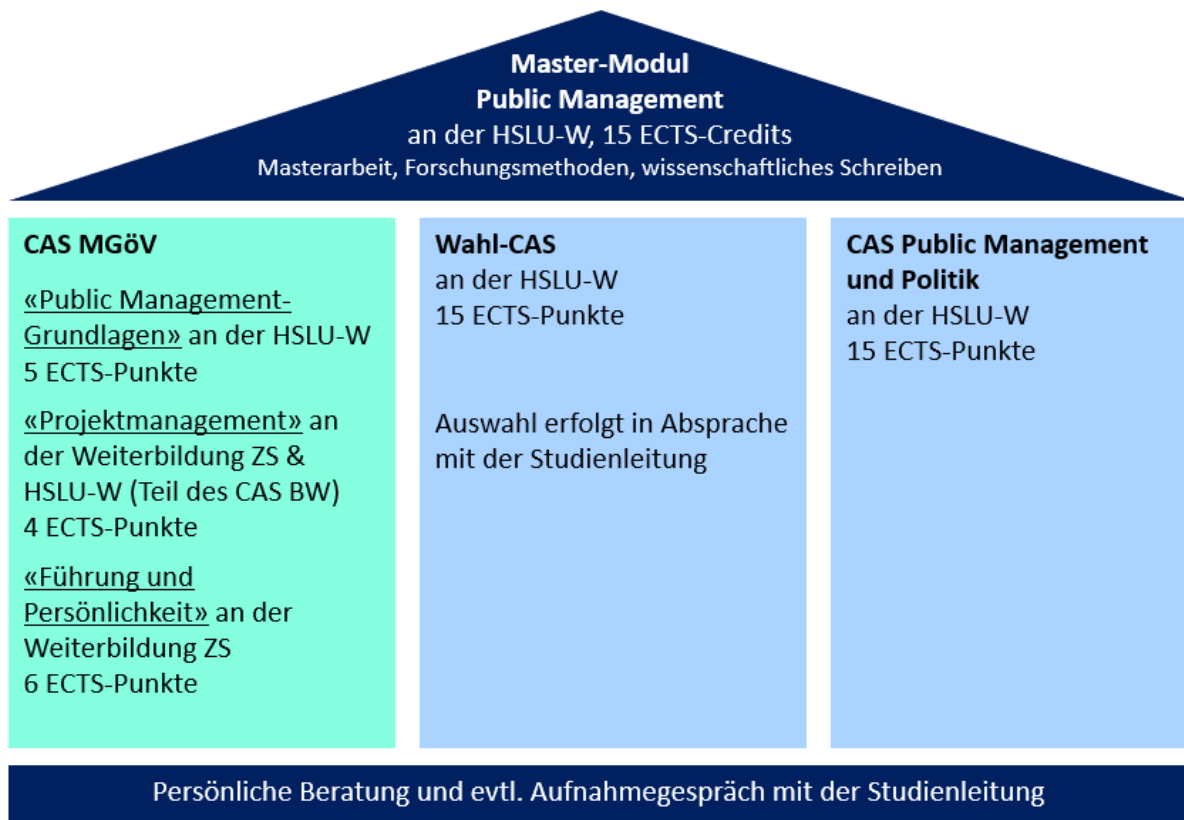 Master-Modul
Public Management
an der HSLU-W, 15 ECTS-Credits
Masterarbeit, Forschungsmethoden, wissenschaftliches Schreiben
CAS MGöV
«Public Management-
Grundlagen» an der HSLU-W
5 ECTS-Punkte
«Projektmanagement» an
der Weiterbildung ZS &
HSLU-W (Teil des CAS BW)
4 ECTS-Punkte
«Führung und
Persönlichkeit» an der
Weiterbildung ZS
6 ECTS-Punkte
Wahl-CAS
an der HSLU-W
15 ECTS-Punkte
Auswahl erfolgt in Absprache
mit der Studienleitung
CAS Public Management
und Politik
an der HSLU-W
15 ECTS-Punkte
Persönliche Beratung und evtl. Aufnahmegespräch mit der Studienleitung